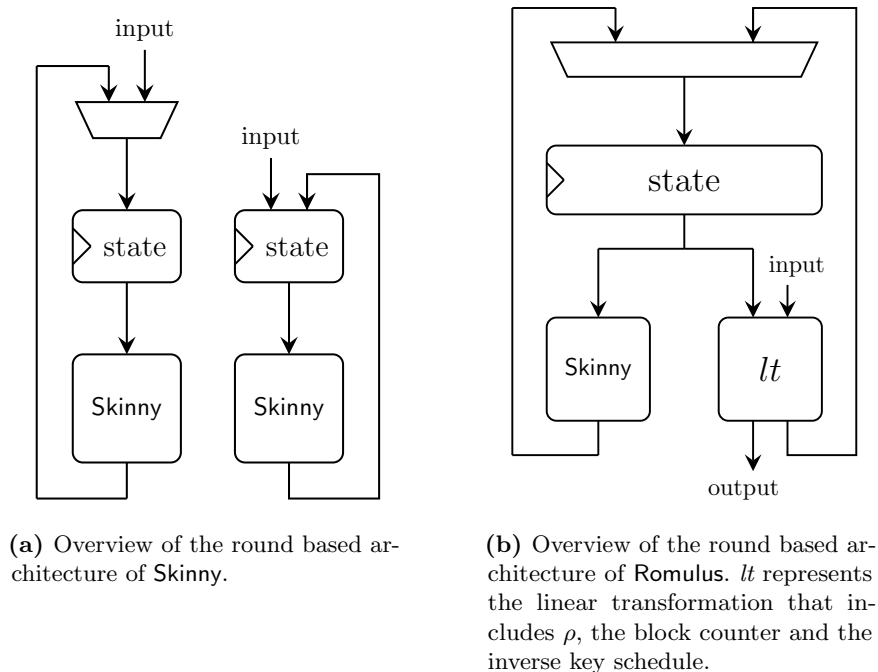 input
input
state
state
Skinny
Skinny
(a) Overview of the round based ar-
chitecture of Skinny.
state
input
Skinny
lt
output
(b) Overview of the round based ar-
chitecture of Romulus. lt represents
the linear transformation that in-
cludes ρ, the block counter and the
inverse key schedule.